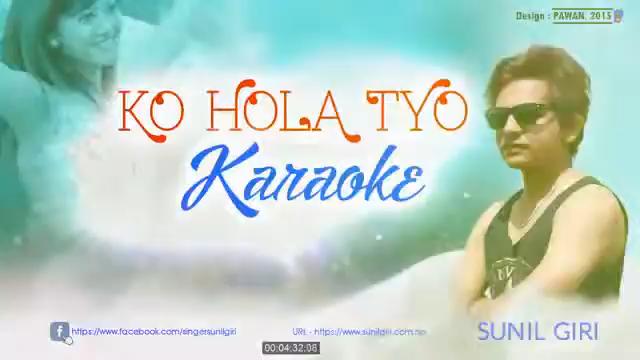 Design : PAWAN. 2015
KO HOLA TYO
Karaoke
https://www.facebook.com/singersunilgiri
URL - https://www.sunilgiri.com.np
SUNIL GIRI
00:04:32:08